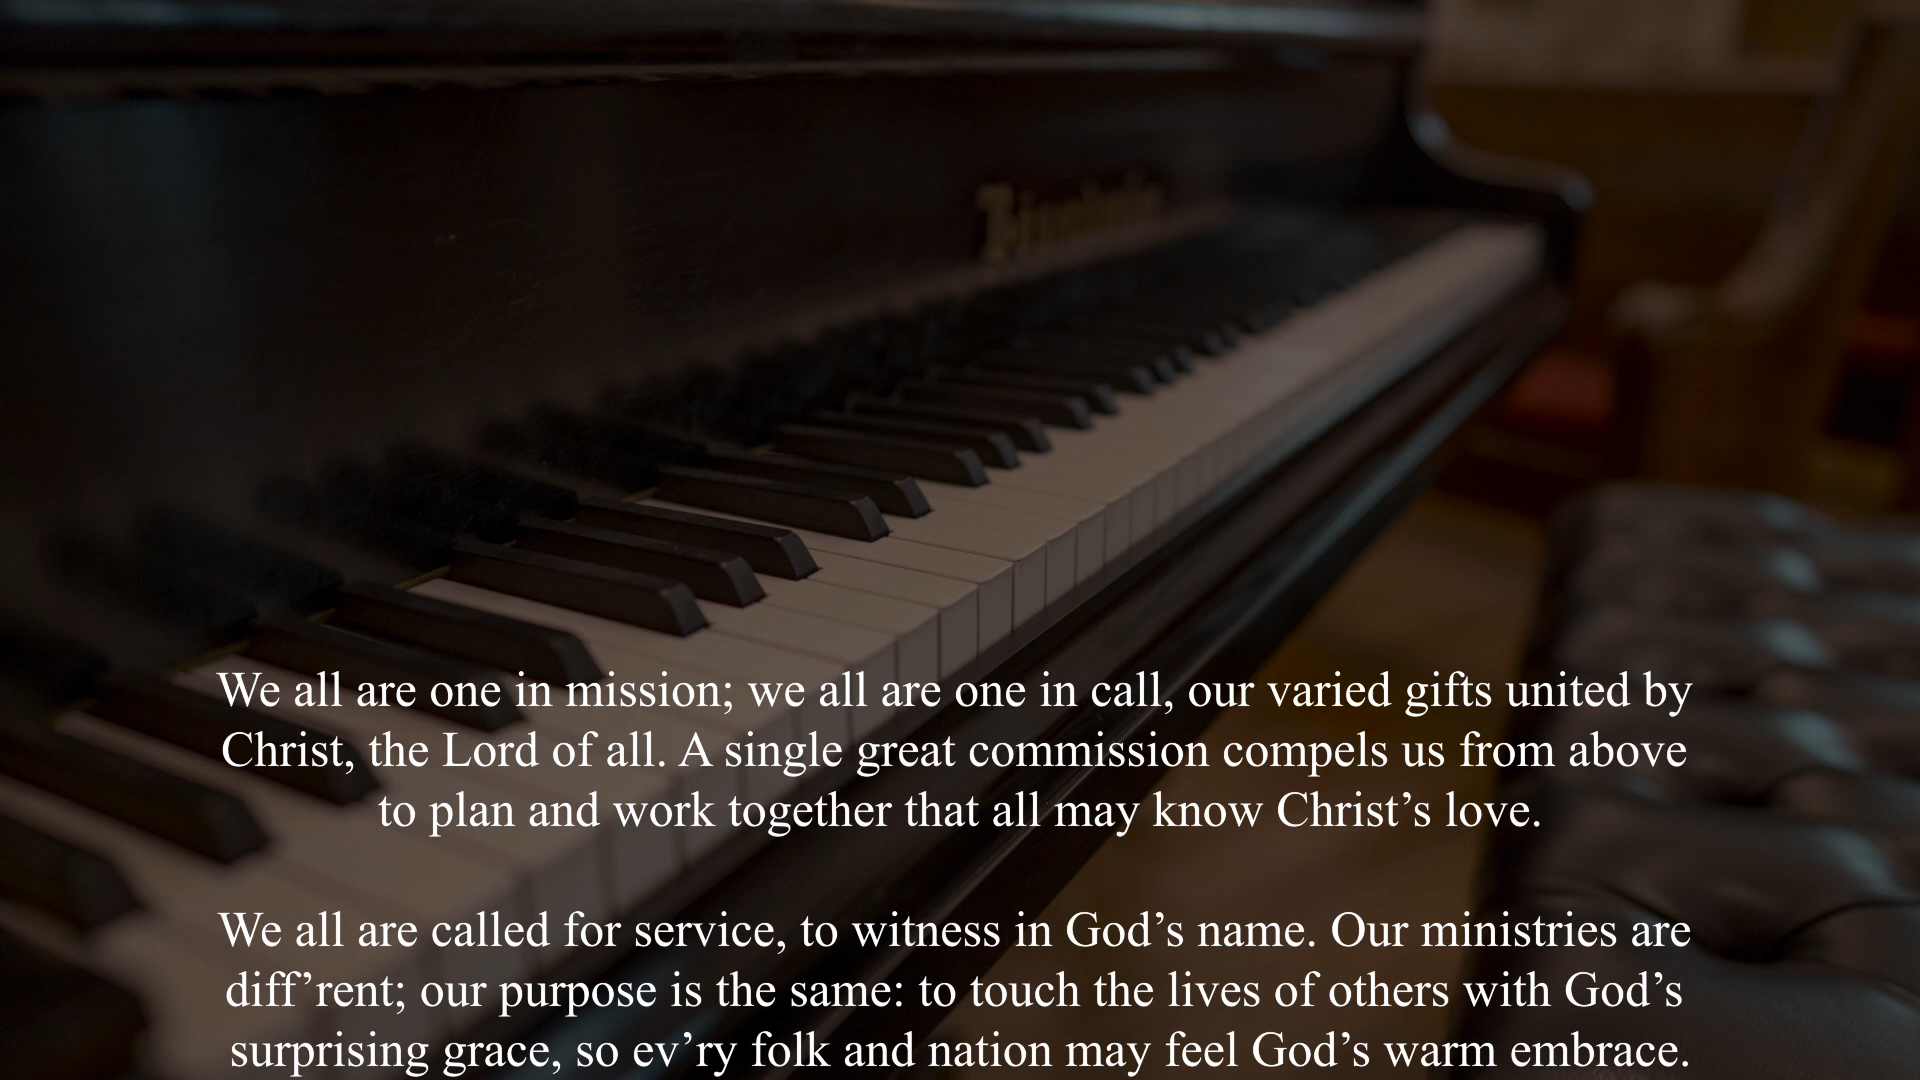 We all are one in mission; we all are one in call, our varied gifts united by
Christ, the Lord of all. A single great commission compels us from above
to plan and work together that all may know Christ’s love.
We all are called for service, to witness in God’s name. Our ministries are
diff’rent; our purpose is the same: to touch the lives of others with God’s
surprising grace, so ev’ry folk and nation may feel God’s warm embrace.